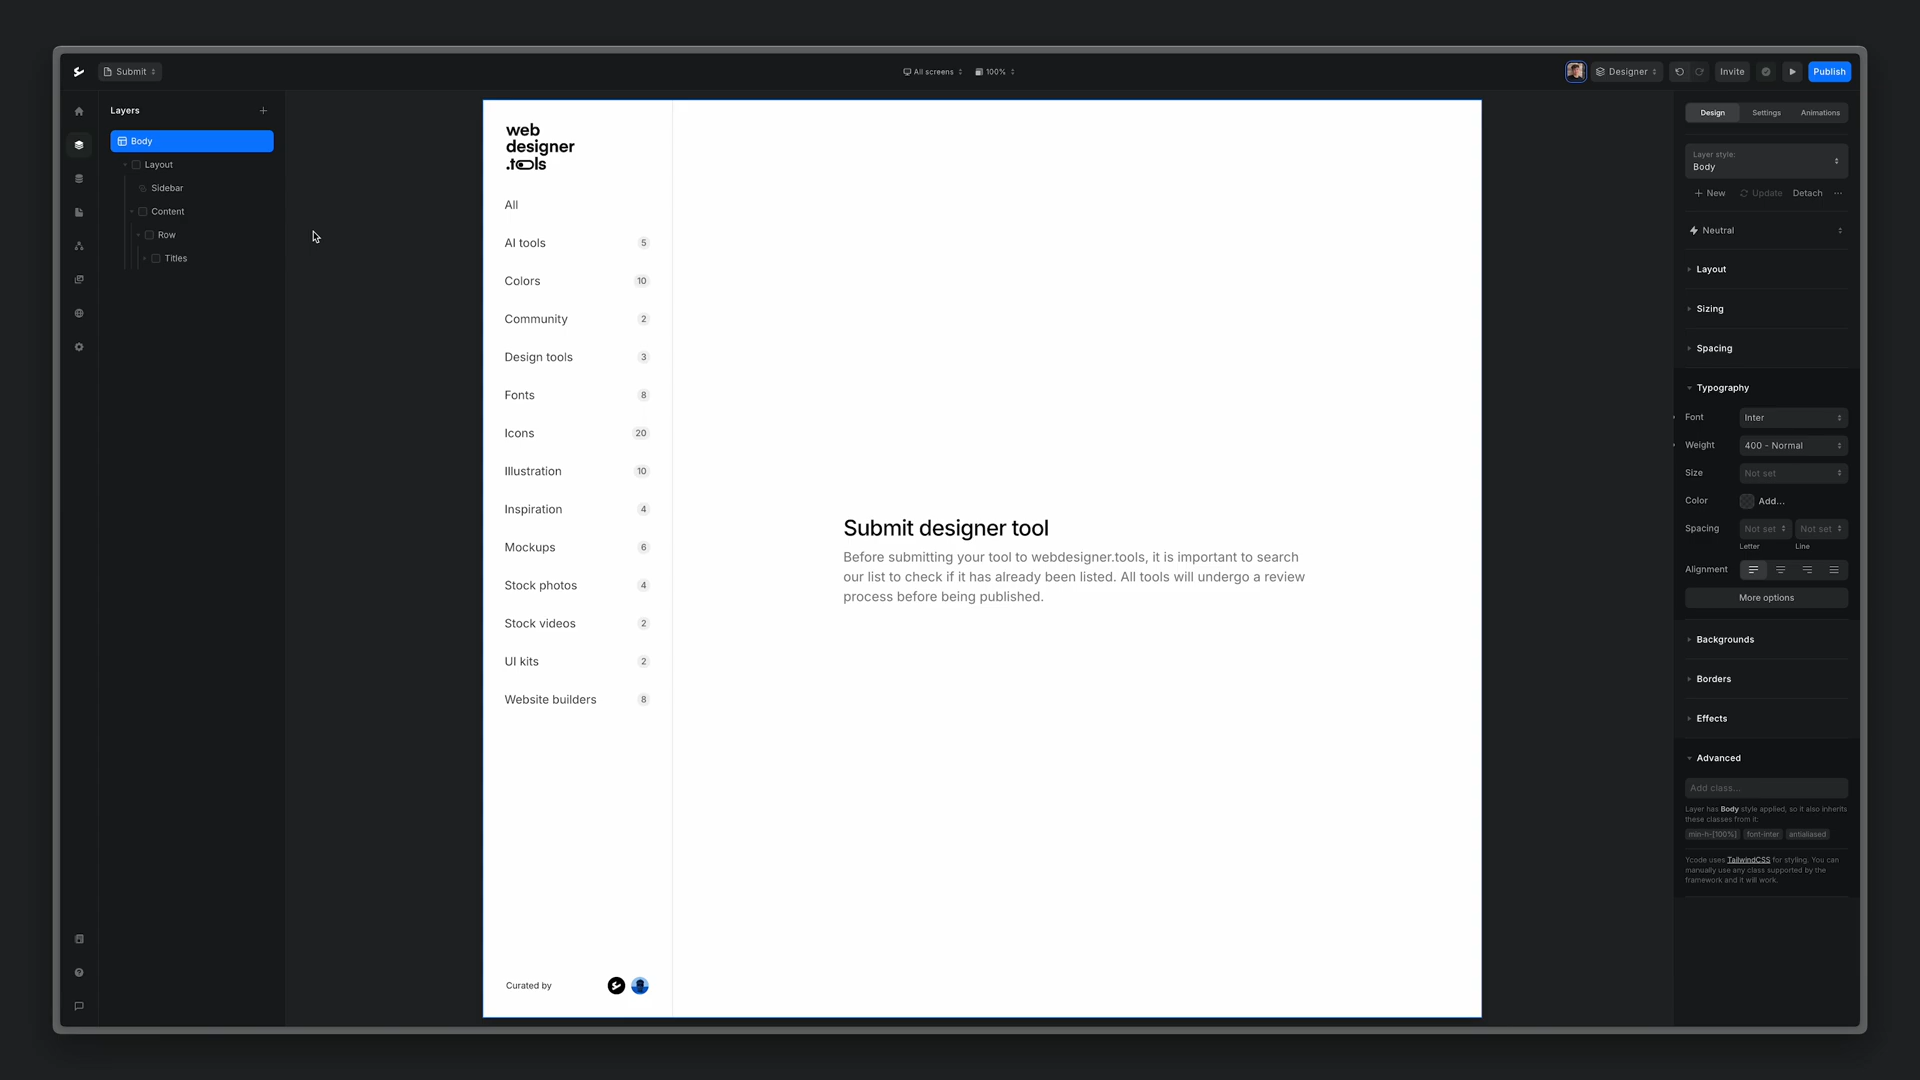 Submit
All screens
100%
Designer
Invite
Publish
Layers
Body
Layout
Sidebar
Content
Row
Titles
web
designer
.tools
All
AI tools 5
Colors 10
Community 2
Design tools 3
Fonts 8
Icons 20
Illustration 10
Inspiration 4
Mockups 6
Stock photos 4
Stock videos 2
UI kits 2
Website builders 8
Curated by
Submit designer tool
Before submitting your tool to webdesigner.tools, it is important to search
our list to check if it has already been listed. All tools will undergo a review
process before being published.
Design Settings Animations
Layer style:
Body
New Update Detach ...
Neutral
Layout
Sizing
Spacing
Typography
Font Inter
Weight 400 - Normal
Size Not set
Color Add...
Spacing Not set Not set
Letter Line
Alignment
More options
Backgrounds
Borders
Effects
Advanced
Add class...
Layer has Body style applied, so it also inherits
these classes from it:
min-h-[100%] font-inter antialiased
Ycode uses TailwindCSS for styling. You can
manually use any class supported by the
framework and it will work.